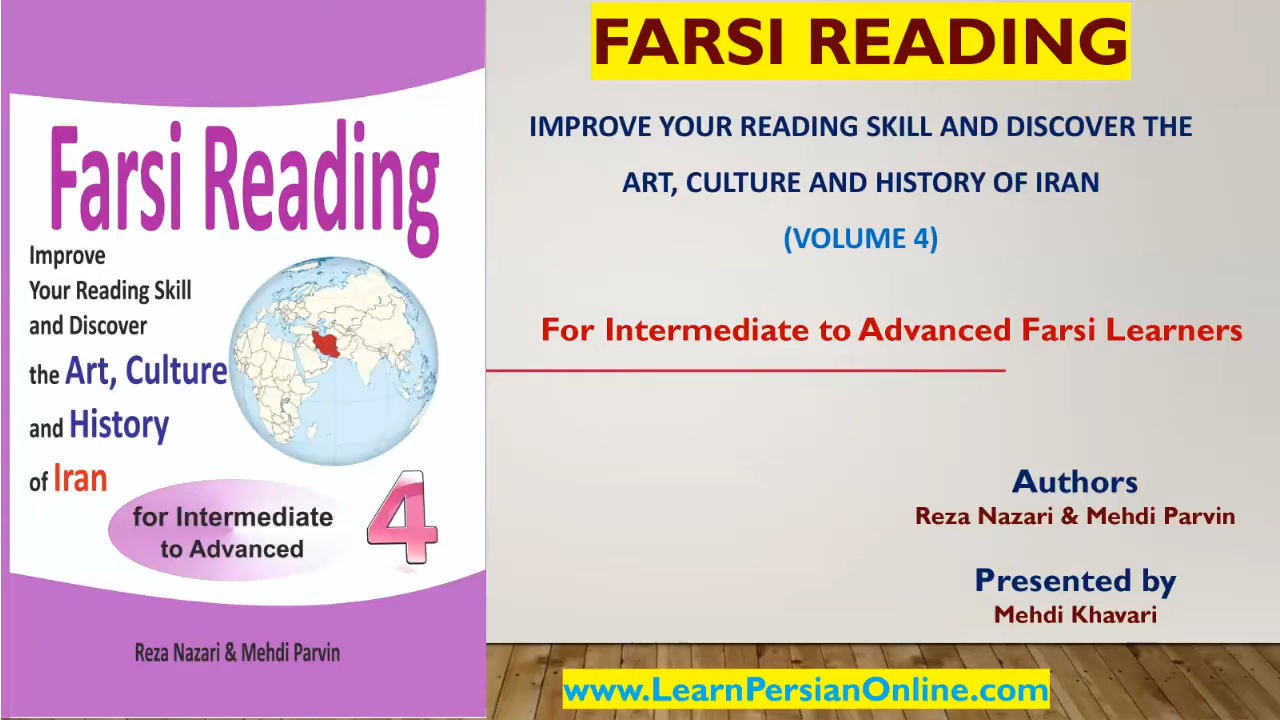 Farsi Reading
Improve
Your Reading Skill
and Discover
the Art, Culture
and History
of Iran
for Intermediate
to Advanced
4
Reza Nazari & Mehdi Parvin
FARSI READING
IMPROVE YOUR READING SKILL AND DISCOVER THE
ART, CULTURE AND HISTORY OF IRAN
(VOLUME 4)
For Intermediate to Advanced Farsi Learners
Authors
Reza Nazari & Mehdi Parvin
Presented by
Mehdi Khavari
www.LearnPersianOnline.com